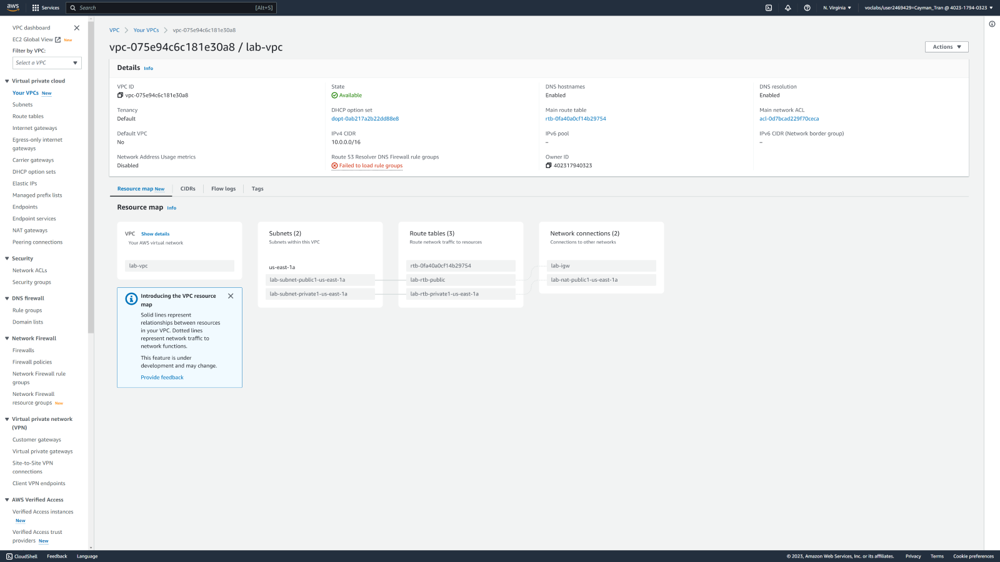 aws
Services
Search
[Alt+S]
N. Virginia
voclabs/user2469429=Cayman_Tran @ 4023-1794-0323
VPC dashboard
EC2 Global View New
Filter by VPC:
Select a VPC
Virtual private cloud
Your VPCs New
Subnets
Route tables
Internet gateways
Egress-only internet
gateways
Carrier gateways
DHCP option sets
Elastic IPs
Managed prefix lists
Endpoints
Endpoint services
NAT gateways
Peering connections
Security
Network ACLs
Security groups
DNS firewall
Rule groups
Domain lists
Network Firewall
Firewalls
Firewall policies
Network Firewall rule
groups
Network Firewall
resource groups New
Virtual private network
(VPN)
Customer gateways
Virtual private gateways
Site-to-Site VPN
connections
Client VPN endpoints
AWS Verified Access
Verified Access instances
New
Verified Access trust
providers New
VPC
Your VPCs
vpc-075e94c6c181e30a8
vpc-075e94c6c181e30a8 / lab-vpc
Actions
Details Info
VPC ID
vpc-075e94c6c181e30a8
State
Available
DNS hostnames
Enabled
DNS resolution
Enabled
Tenancy
Default
DHCP option set
dopt-0ab217a2b22dd88e8
Main route table
rtb-0fa40a0cf14b29754
Main network ACL
acl-0d7bcad229f70ceca
Default VPC
No
IPv4 CIDR
10.0.0.0/16
IPv6 pool
–
IPv6 CIDR (Network border group)
–
Network Address Usage metrics
Disabled
Route 53 Resolver DNS Firewall rule groups
Failed to load rule groups
Owner ID
402317940323
Resource map New
CIDRs
Flow logs
Tags
Resource map Info
VPC Show details
Your AWS virtual network
lab-vpc
Subnets (2)
Subnets within this VPC
us-east-1a
lab-subnet-public1-us-east-1a
lab-subnet-private1-us-east-1a
Route tables (3)
Route network traffic to resources
rtb-0fa40a0cf14b29754
lab-rtb-public
lab-rtb-private1-us-east-1a
Network connections (2)
Connections to other networks
lab-igw
lab-nat-public1-us-east-1a
Introducing the VPC resource
map
Solid lines represent
relationships between resources
in your VPC. Dotted lines
represent network traffic to
network functions.
This feature is under
development and may change.
Provide feedback
CloudShell
Feedback
Language
© 2023, Amazon Web Services, Inc. or its affiliates.
Privacy
Terms
Cookie preferences